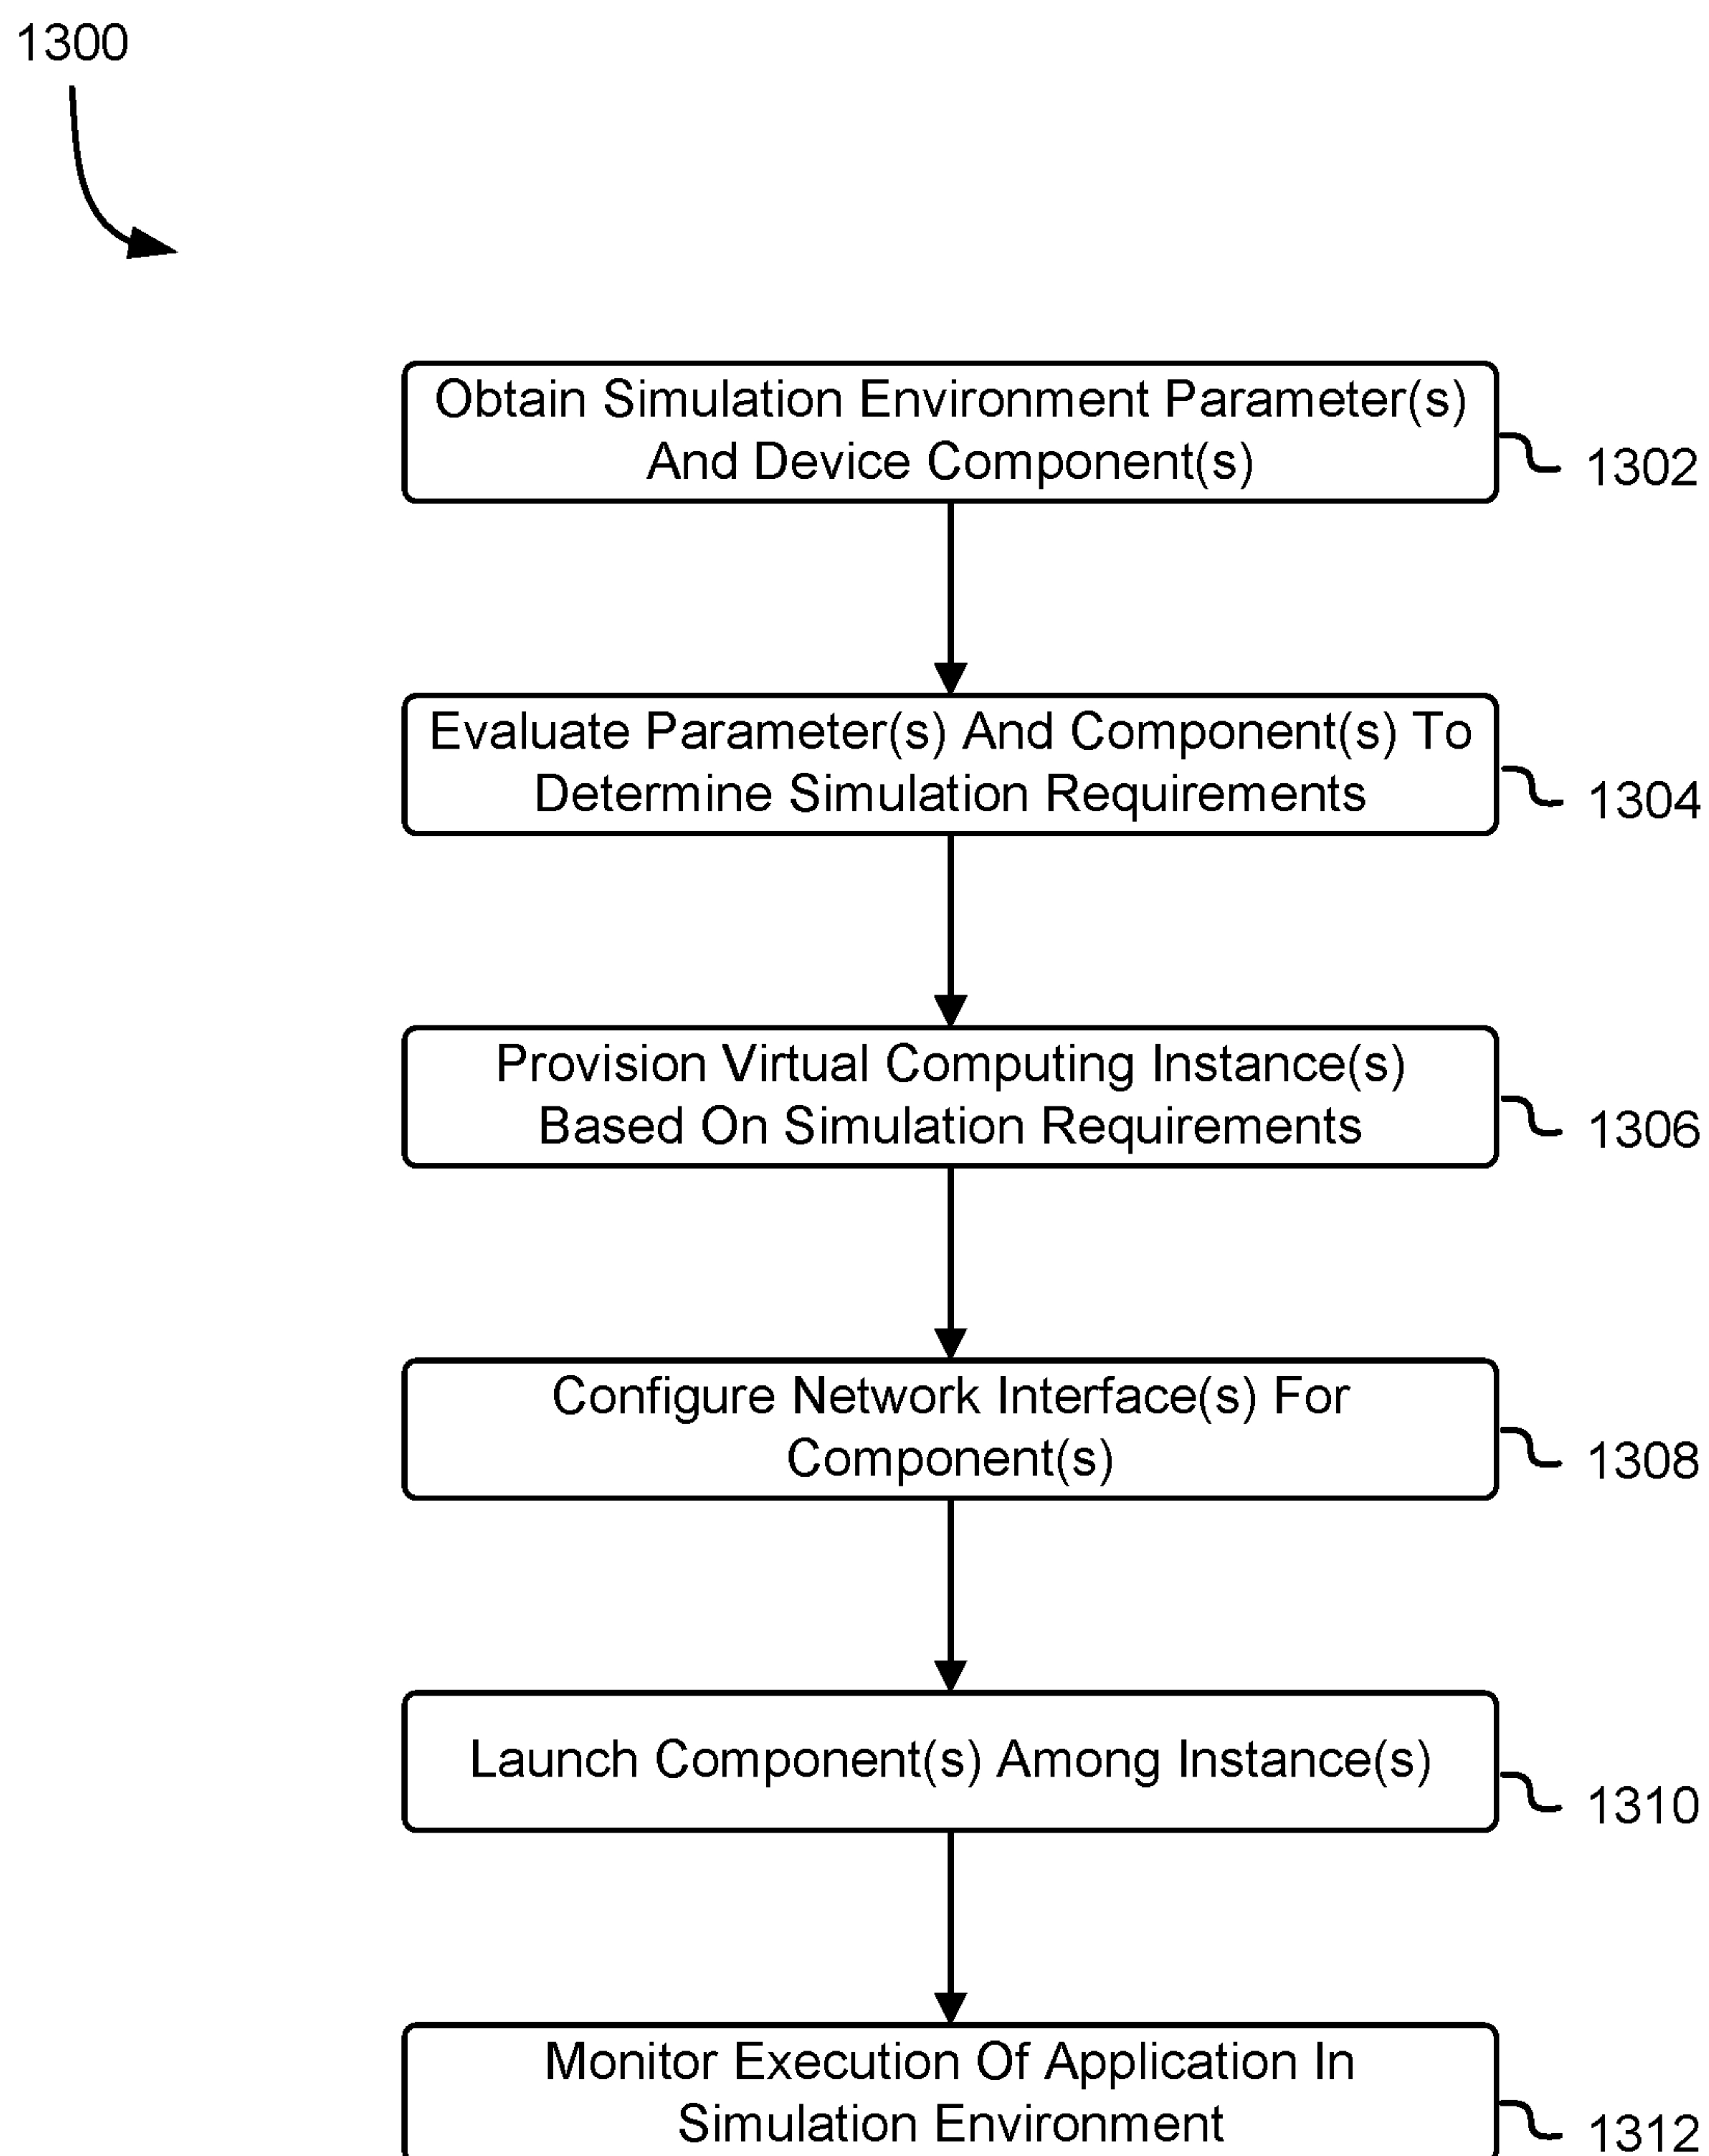 1300
Obtain Simulation Environment Parameter(s)
And Device Component(s)
1302
Evaluate Parameter(s) And Component(s) To
Determine Simulation Requirements
1304
Provision Virtual Computing Instance(s)
Based On Simulation Requirements
1306
Configure Network Interface(s) For
Component(s)
1308
Launch Component(s) Among Instance(s)
1310
Monitor Execution Of Application In
Simulation Environment
1312